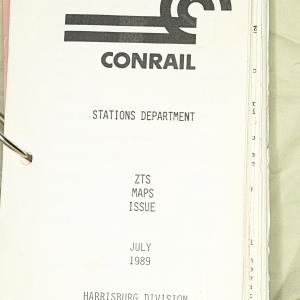 CONRAIL
STATIONS DEPARTMENT
ZTS
MAPS
ISSUE
JULY
1989
HARRISBURG DIVISION